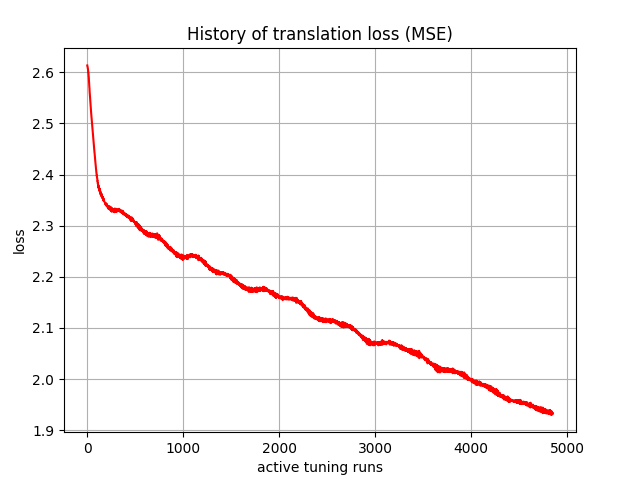 History of translation loss (MSE)
2.6
2.5
2.4
2.3
2.2
2.1
2.0
1.9
loss
0 1000 2000 3000 4000 5000
active tuning runs